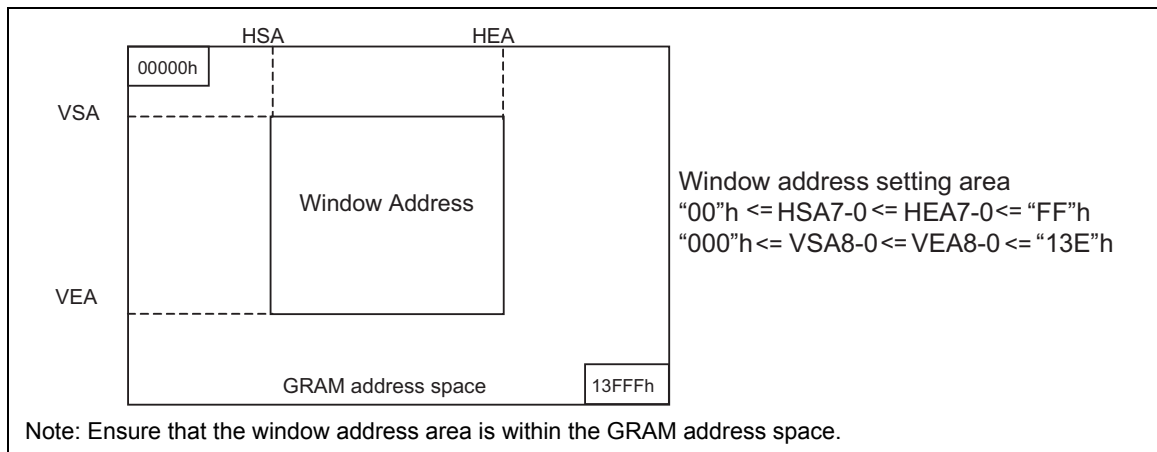 HSA HEA
00000h
VSA
Window Address
Window address setting area
“00”h <= HSA7-0 <= HEA7-0<= “FF”h
“000”h<= VSA8-0<= VEA8-0 <= “13E”h
VEA
GRAM address space
13FFFh
Note: Ensure that the window address area is within the GRAM address space.